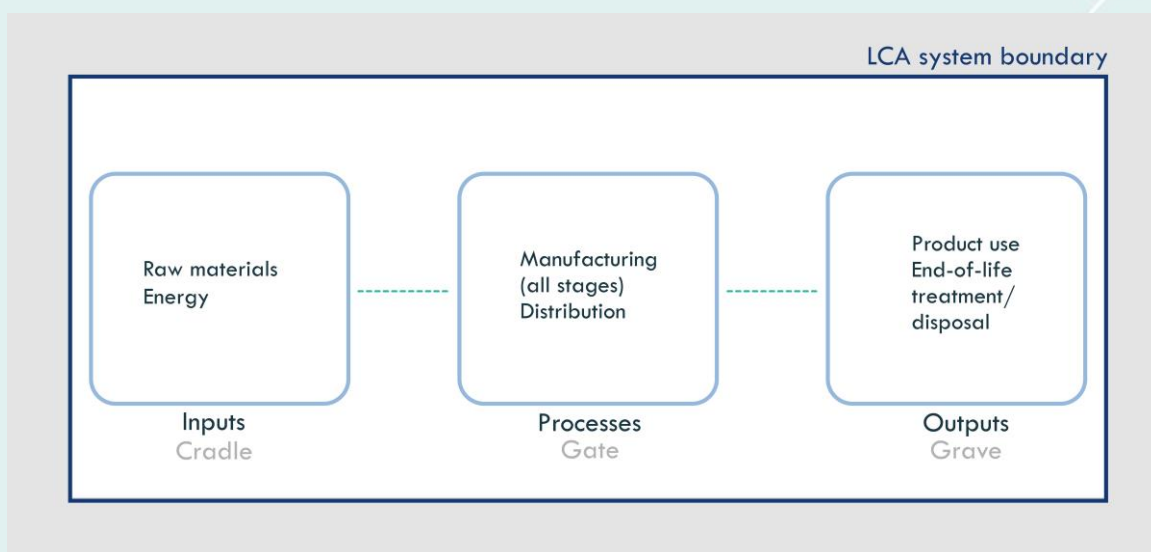 LCA system boundary
Raw materials
Energy
Inputs
Cradle
Manufacturing
(all stages)
Distribution
Processes
Gate
Product use
End-of-life
treatment/
disposal
Outputs
Grave